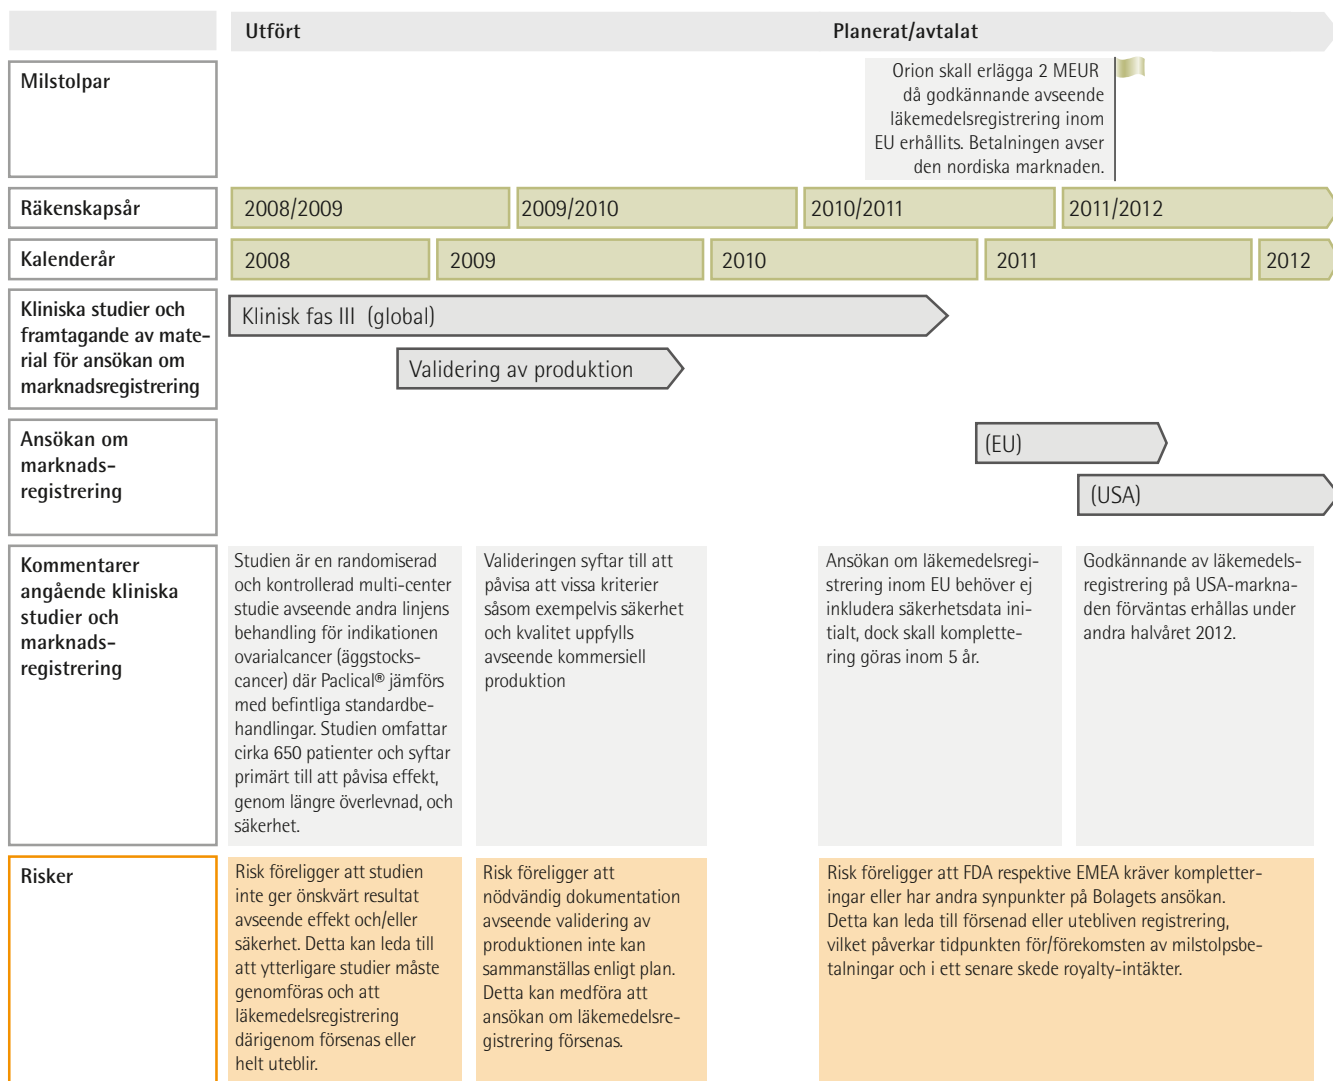 Utfört
Planerat/avtalat
Milstolpar
Orion skall erlägga 2 MEUR
då godkännande avseende
läkemedelsregistrering inom
EU erhållits. Betalningen avser
den nordiska marknaden.
Räkenskapsår
2008/2009
2009/2010
2010/2011
2011/2012
Kalenderår
2008
2009
2010
2011
2012
Kliniska studier och
framtagande av mate-
rial för ansökan om
marknadsregistrering
Klinisk fas III (global)
Validering av produktion
Ansökan om
marknads-
registrering
(EU)
(USA)
Kommentarer
angående kliniska
studier och
marknads-
registrering
Studien är en randomiserad
och kontrollerad multi-center
studie avseende andra linjens
behandling för indikationen
ovarialcancer (äggstocks-
cancer) där Paclical® jämförs
med befintliga standardbe-
handlingar. Studien omfattar
cirka 650 patienter och syftar
primärt till att påvisa effekt,
genom längre överlevnad, och
säkerhet.
Valideringen syftar till att
påvisa att vissa kriterier
såsom exempelvis säkerhet
och kvalitet uppfylls
avseende kommersiell
produktion
Ansökan om läkemedelsregi-
strering inom EU behöver ej
inkludera säkerhetsdata ini-
tialt, dock skall komplette-
ring göras inom 5 år.
Godkännande av läkemedels-
registrering på USA-markna-
den förväntas erhållas under
andra halvåret 2012.
Risker
Risk föreligger att studien
inte ger önskvärt resultat
avseende effekt och/eller
säkerhet. Detta kan leda till
att ytterligare studier måste
genomföras och att
läkemedelsregistrering
därigenom försenas eller
helt uteblir.
Risk föreligger att
nödvändig dokumentation
avseende validering av
produktionen inte kan
sammanställas enligt plan.
Detta kan medföra att
ansökan om läkemedelsre-
gistrering försenas.
Risk föreligger att FDA respektive EMEA kräver kompletter-
ingar eller har andra synpunkter på Bolagets ansökan.
Detta kan leda till försenad eller utebliven registrering,
vilket påverkar tidpunkten för/förekomsten av milstolpsbe-
talningar och i ett senare skede royalty-intäkter.